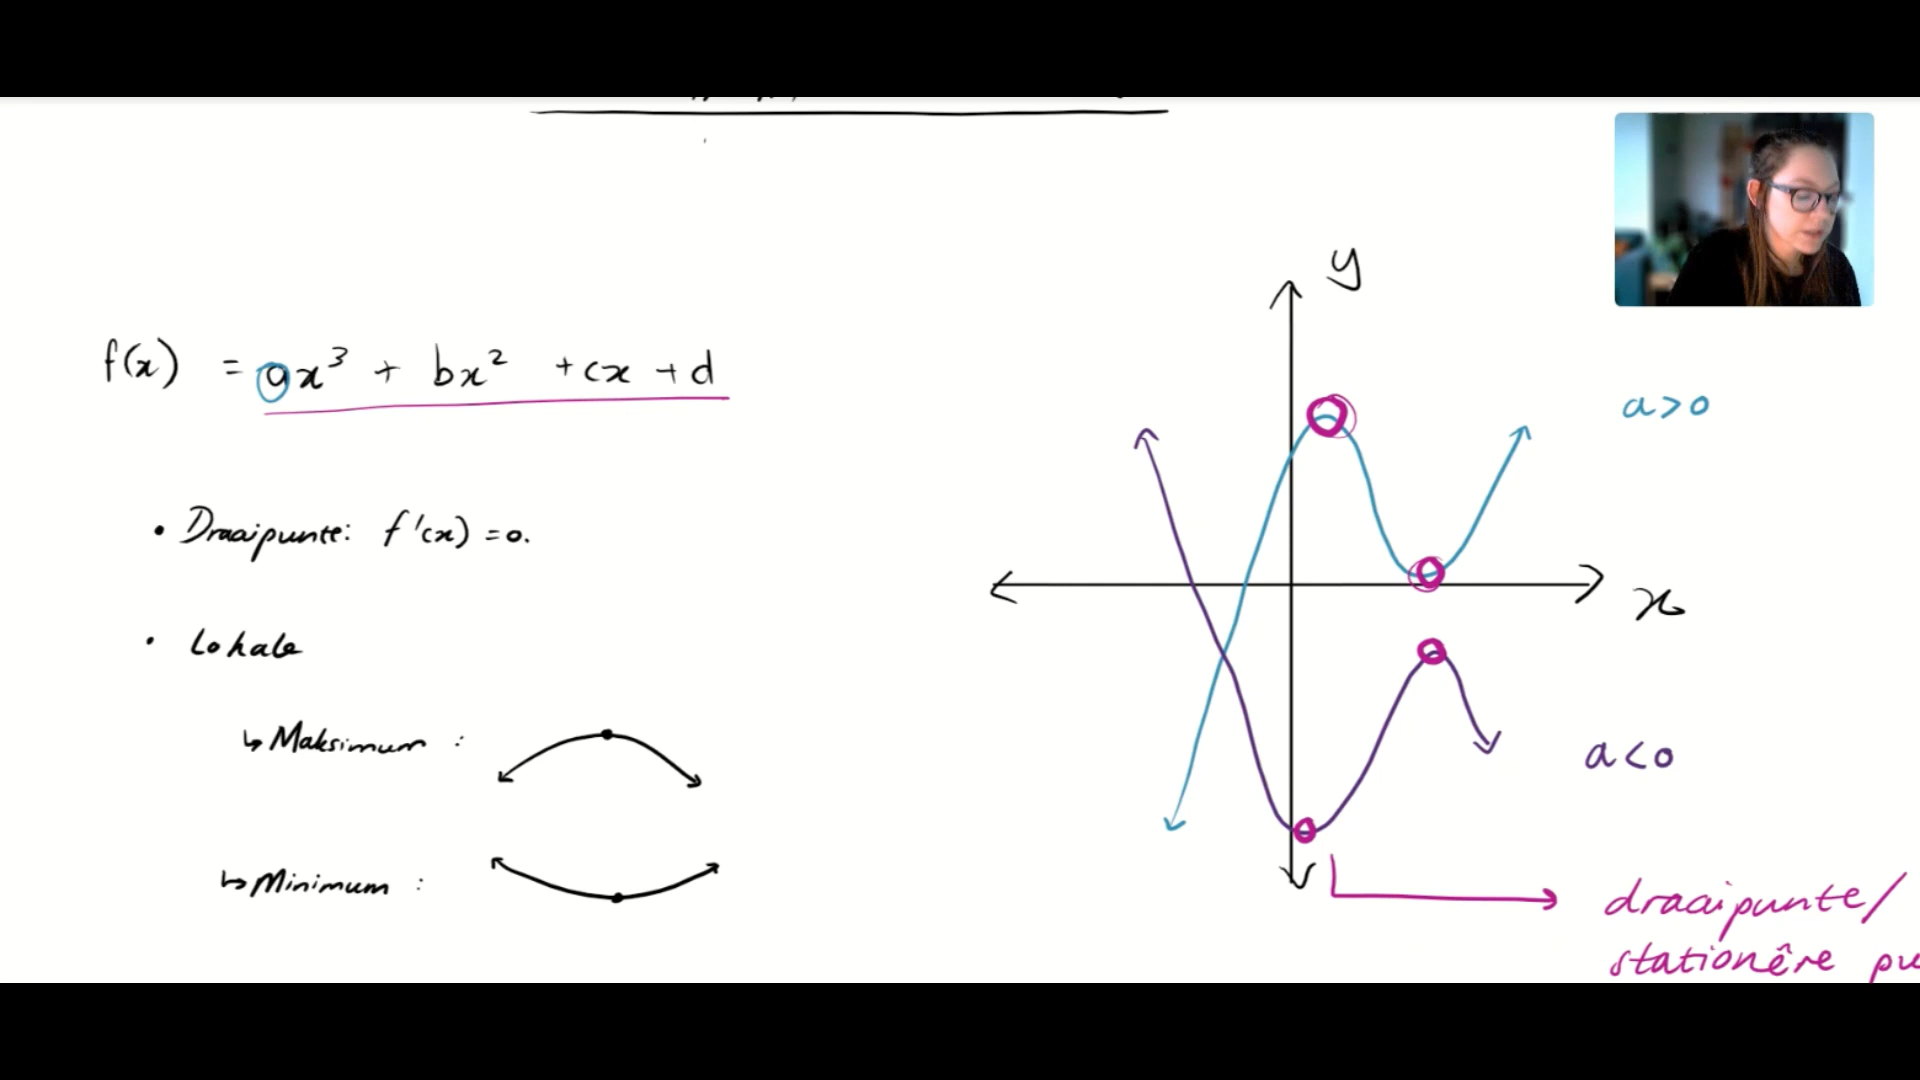 f(x) = ax³ + bx² + cx + d
• Draaipunte: f'(x) = 0.
• Lokale
↳ Maksimum :
↳ Minimum :
y
x
a>0
a<0
draaipunte/
stationêre